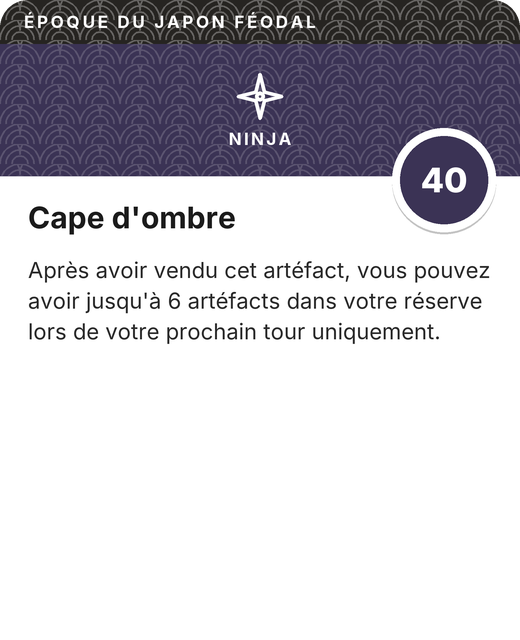 ÉPOQUE DU JAPON FÉODAL
NINJA
40
Cape d'ombre
Après avoir vendu cet artéfact, vous pouvez
avoir jusqu'à 6 artéfacts dans votre réserve
lors de votre prochain tour uniquement.